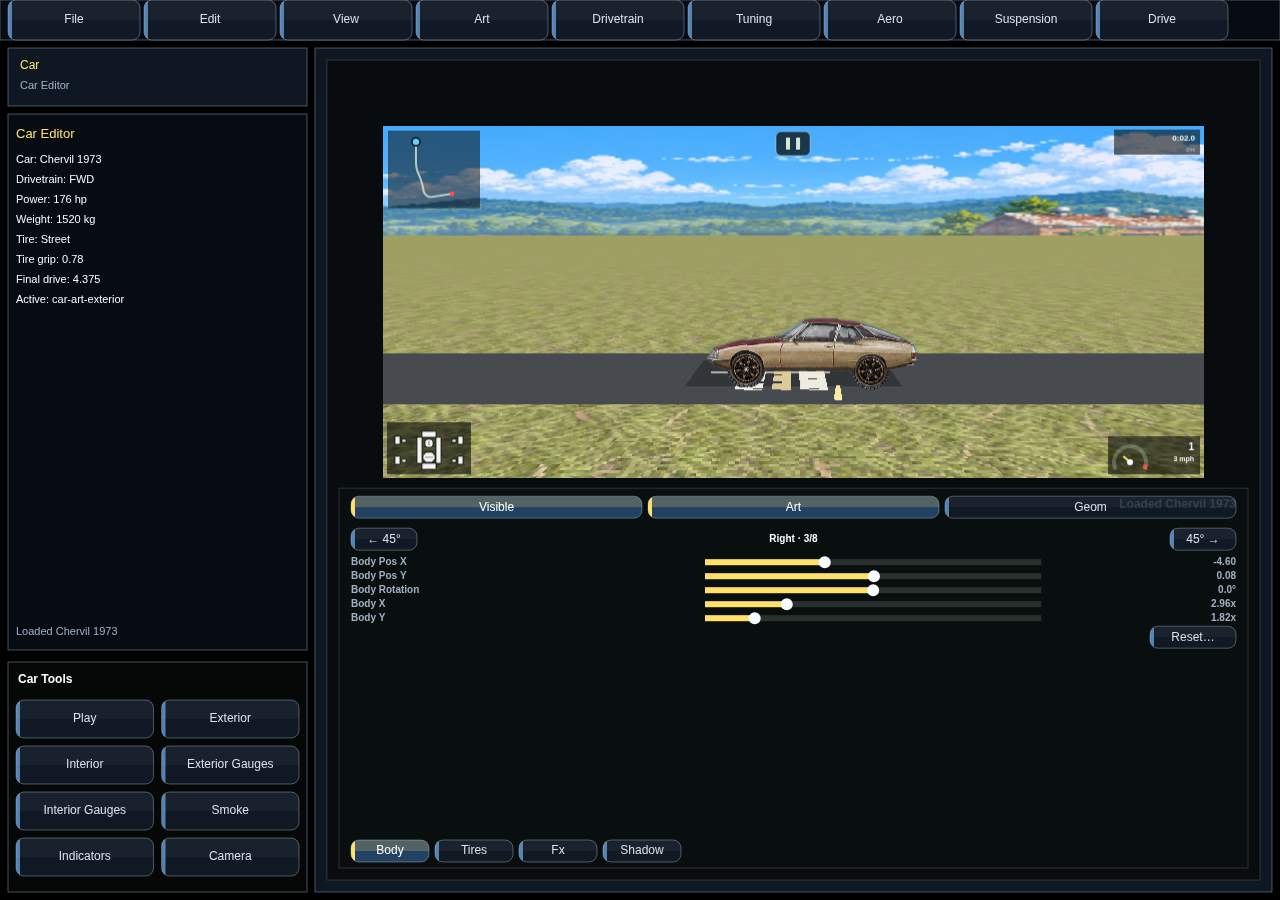 File
Edit
View
Art
Drivetrain
Tuning
Aero
Suspension
Drive
Car
Car Editor
Car Editor
Car: Chervil 1973
Drivetrain: FWD
Power: 176 hp
Weight: 1520 kg
Tire: Street
Tire grip: 0.78
Final drive: 4.375
Active: car-art-exterior
Loaded Chervil 1973
Car Tools
Play
Exterior
Interior
Exterior Gauges
Interior Gauges
Smoke
Indicators
Camera
0:02.0
0%
1
3 mph
Visible
Art
Geom
Loaded Chervil 1973
← 45°
Right · 3/8
45° →
Body Pos X -4.60
Body Pos Y 0.08
Body Rotation 0.0°
Body X 2.96x
Body Y 1.82x
Reset…
Body
Tires
Fx
Shadow